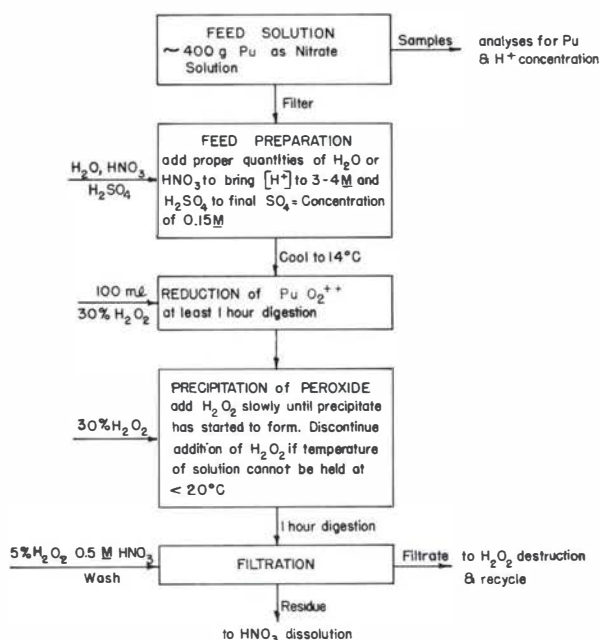 FEED SOLUTION
~400 g Pu as Nitrate
Solution
Samples
analyses for Pu
& H⁺ concentration
Filter
H₂O, HNO₃
H₂SO₄
FEED PREPARATION
add proper quantities of H₂O or
HNO₃ to bring [H⁺] to 3-4M and
H₂SO₄ to final SO₄= Concentration
of 0.15M
Cool to 14°C
100 ml
30% H₂O₂
REDUCTION of Pu O₂⁺⁺
at least 1 hour digestion
30% H₂O₂
PRECIPITATION of PEROXIDE
add H₂O₂ slowly until precipitate
has started to form. Discontinue
addition of H₂O₂ if temperature
of solution cannot be held at
< 20°C
1 hour digestion
5% H₂O₂ 0.5 M HNO₃
Wash
FILTRATION
Filtrate
to H₂O₂ destruction
& recycle
Residue
to HNO₃ dissolution